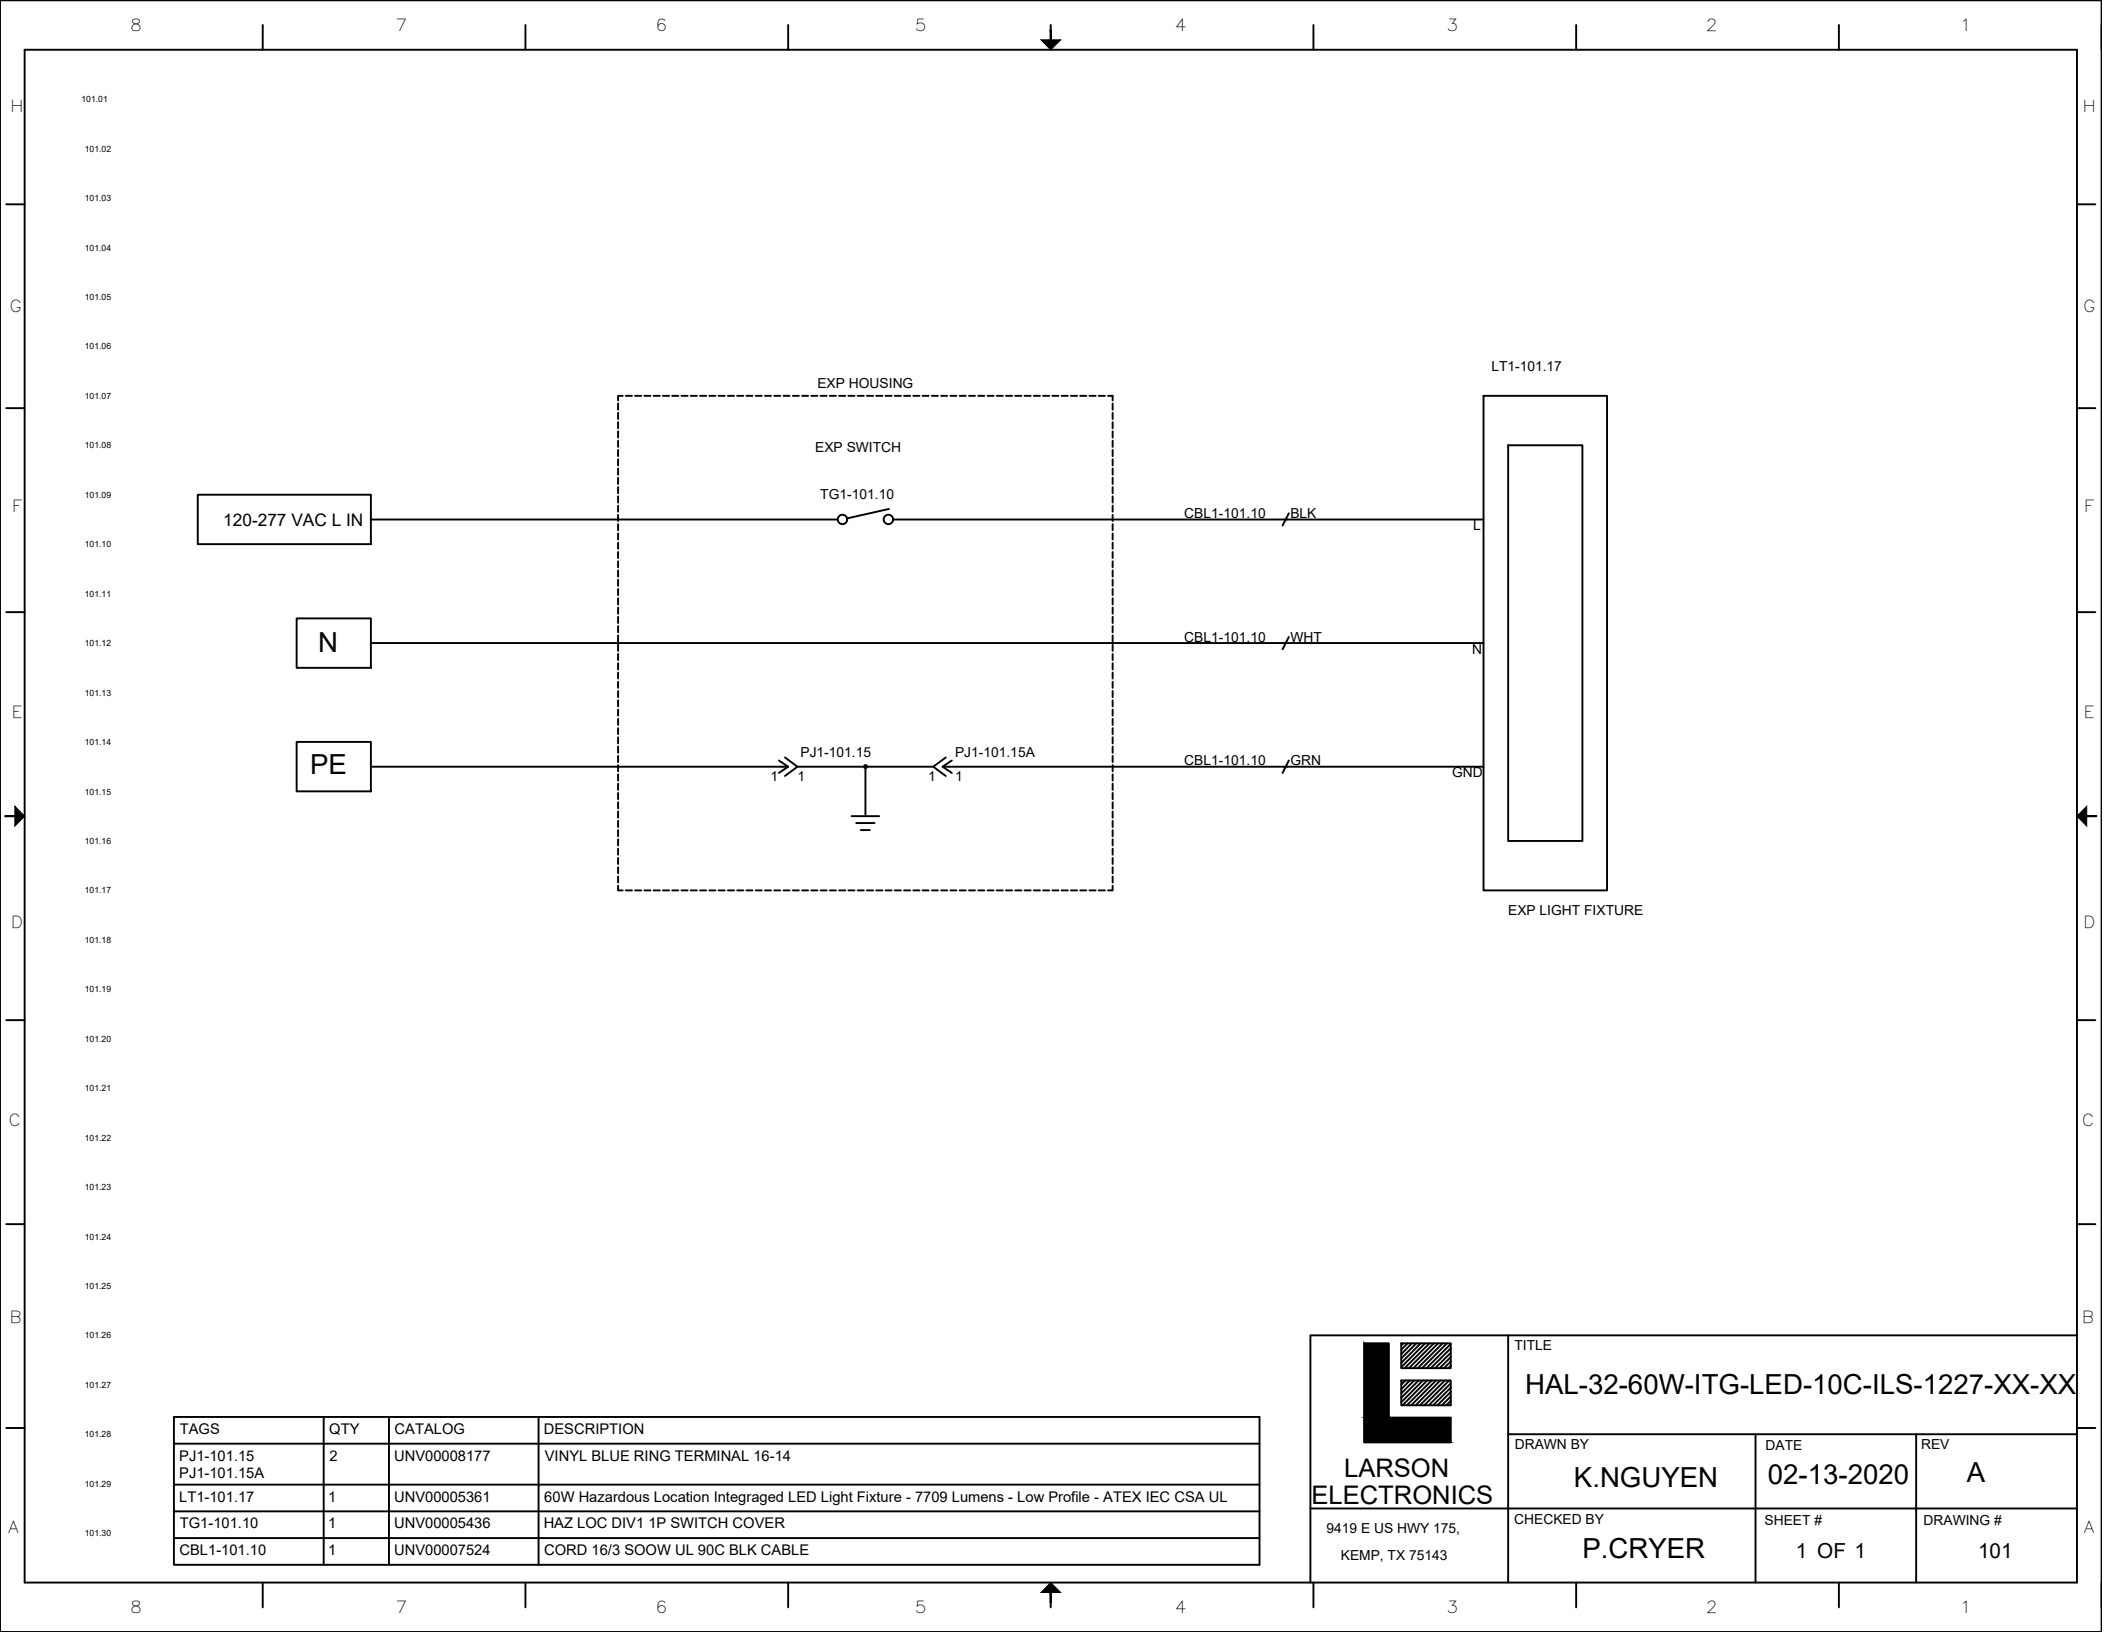 8 7 6 5 4 3 2 1
H H
G G
F F
E E
D D
C C
B B
A A
101.01
101.02
101.03
101.04
101.05
101.06
101.07
101.08
101.09
101.10
101.11
101.12
101.13
101.14
101.15
101.16
101.17
101.18
101.19
101.20
101.21
101.22
101.23
101.24
101.25
101.26
101.27
101.28
101.29
101.30
LT1-101.17
EXP HOUSING
EXP SWITCH
TG1-101.10
120-277 VAC L IN
CBL1-101.10 BLK
L
N
CBL1-101.10 WHT
N
PE
PJ1-101.15 PJ1-101.15A
1 1 1 1
CBL1-101.10 GRN
GND
EXP LIGHT FIXTURE
TAGS QTY CATALOG DESCRIPTION
PJ1-101.15 2 UNV00008177 VINYL BLUE RING TERMINAL 16-14
PJ1-101.15A
LT1-101.17 1 UNV00005361 60W Hazardous Location Integraged LED Light Fixture - 7709 Lumens - Low Profile - ATEX IEC CSA UL
TG1-101.10 1 UNV00005436 HAZ LOC DIV1 1P SWITCH COVER
CBL1-101.10 1 UNV00007524 CORD 16/3 SOOW UL 90C BLK CABLE
LE
LARSON
ELECTRONICS
9419 E US HWY 175,
KEMP, TX 75143
TITLE
HAL-32-60W-ITG-LED-10C-ILS-1227-XX-XX
DRAWN BY
K.NGUYEN
DATE
02-13-2020
REV
A
CHECKED BY
P.CRYER
SHEET #
1 OF 1
DRAWING #
101
8 7 6 5 4 3 2 1